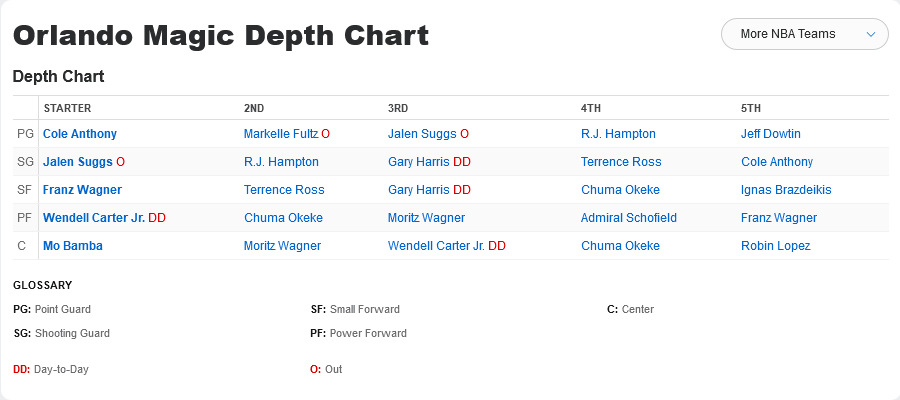 Orlando Magic Depth Chart
More NBA Teams
Depth Chart
STARTER 2ND 3RD 4TH 5TH
PG Cole Anthony Markelle Fultz O Jalen Suggs O R.J. Hampton Jeff Dowtin
SG Jalen Suggs O R.J. Hampton Gary Harris DD Terrence Ross Cole Anthony
SF Franz Wagner Terrence Ross Gary Harris DD Chuma Okeke Ignas Brazdeikis
PF Wendell Carter Jr. DD Chuma Okeke Moritz Wagner Admiral Schofield Franz Wagner
C Mo Bamba Moritz Wagner Wendell Carter Jr. DD Chuma Okeke Robin Lopez
GLOSSARY
PG: Point Guard SF: Small Forward C: Center
SG: Shooting Guard PF: Power Forward
DD: Day-to-Day O: Out